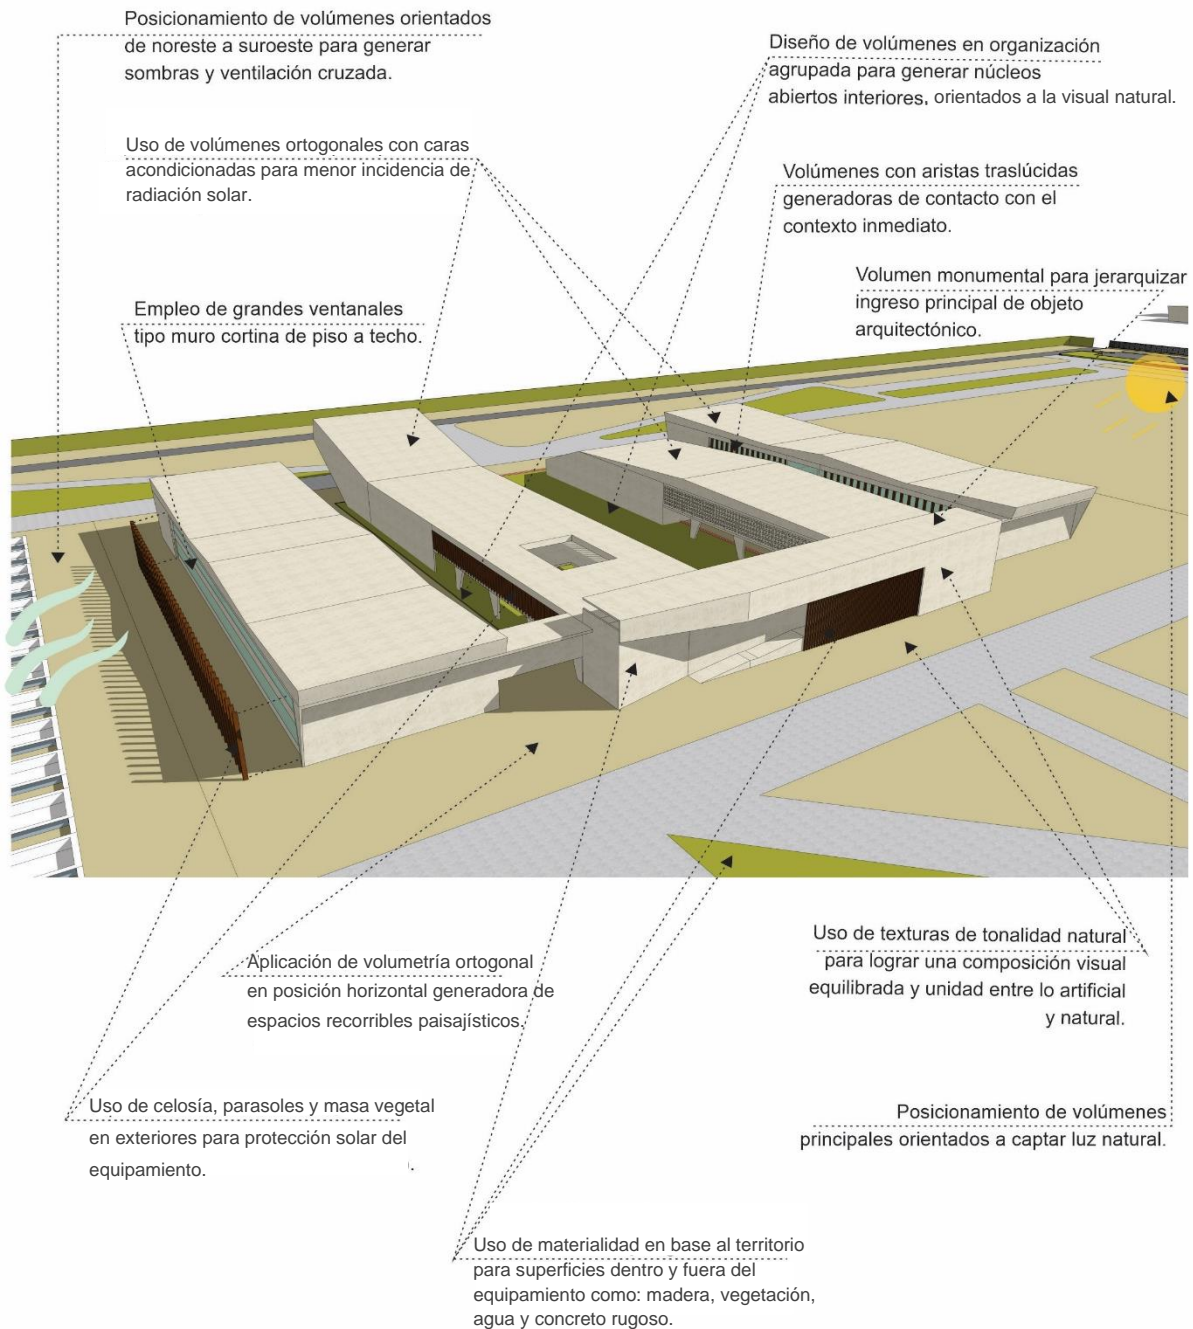 Posicionamiento de volúmenes orientados
de noreste a suroeste para generar
sombras y ventilación cruzada.
Diseño de volúmenes en organización
agrupada para generar núcleos
abiertos interiores, orientados a la visual natural.
Uso de volúmenes ortogonales con caras
acondicionadas para menor incidencia de
radiación solar.
Volúmenes con aristas traslúcidas
generadoras de contacto con el
contexto inmediato.
Volumen monumental para jerarquizar
ingreso principal de objeto
arquitectónico.
Empleo de grandes ventanales
tipo muro cortina de piso a techo.
Uso de texturas de tonalidad natural
para lograr una composición visual
equilibrada y unidad entre lo artificial
y natural.
Aplicación de volumetría ortogonal
en posición horizontal generadora de
espacios recorribles paisajísticos.
Uso de celosía, parasoles y masa vegetal
en exteriores para protección solar del
equipamiento.
Posicionamiento de volúmenes
principales orientados a captar luz natural.
Uso de materialidad en base al territorio
para superficies dentro y fuera del
equipamiento como: madera, vegetación,
agua y concreto rugoso.